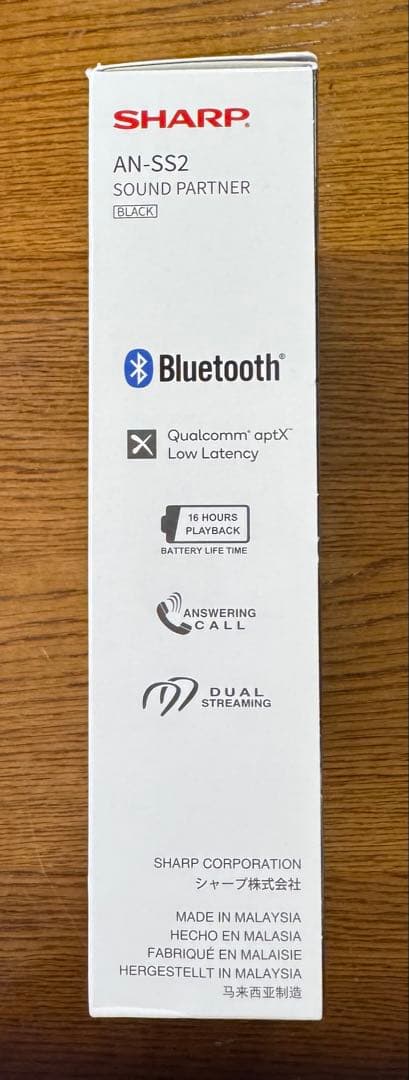 SHARP®
AN-SS2
SOUND PARTNER
BLACK
Bluetooth®
Qualcomm® aptX™
Low Latency
16 HOURS
PLAYBACK
BATTERY LIFE TIME
ANSWERING
CALL
DUAL
STREAMING
SHARP CORPORATION
シャープ株式会社
MADE IN MALAYSIA
HECHO EN MALASIA
FABRIQUÉ EN MALAISIE
HERGESTELLT IN MALAYSIA
马来西亚制造